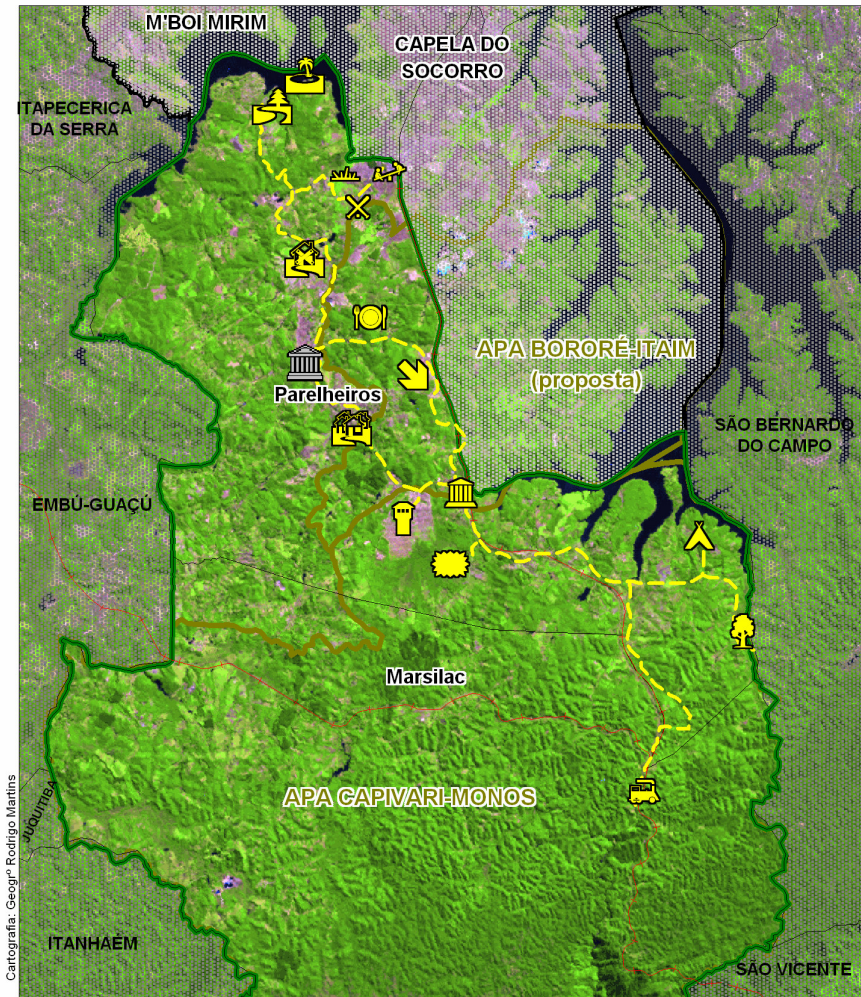 M'BOI MIRIM
CAPELA DO
SOCORRO
ITAPECERICA
DA SERRA
APA BORORÉ-ITAIM
(proposta)
Parelheiros
SÃO BERNARDO
DO CAMPO
EMBÚ-GUAÇÚ
Marsilac
APA CAPIVARI-MONOS
JUQUITIBA
Cartografia: Geogrº Rodrigo Martins
ITANHAÉM
SÃO VICENTE